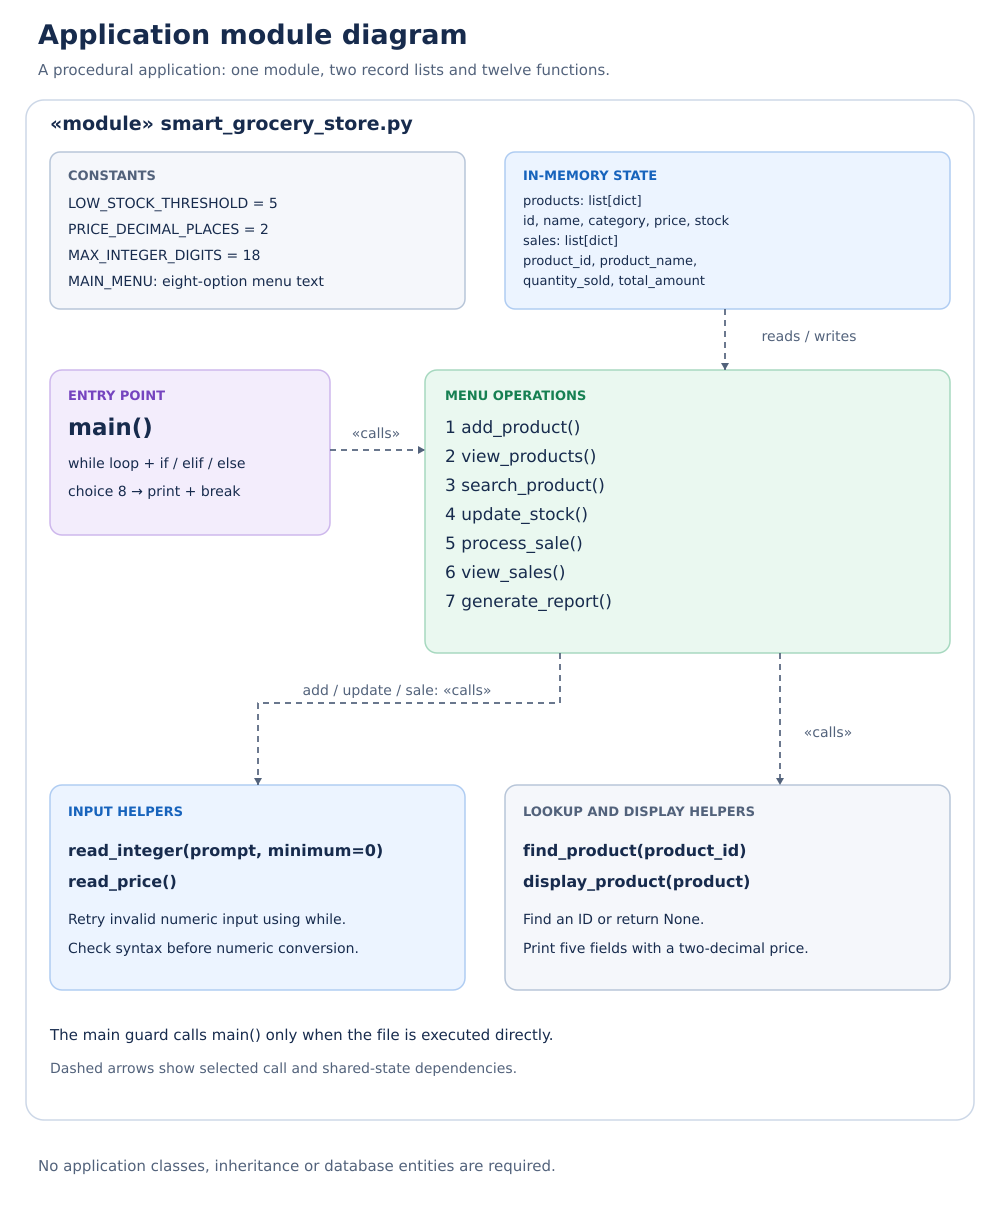 Application module diagram
A procedural application: one module, two record lists and twelve functions.
«module» smart_grocery_store.py
CONSTANTS
LOW_STOCK_THRESHOLD = 5
PRICE_DECIMAL_PLACES = 2
MAX_INTEGER_DIGITS = 18
MAIN_MENU: eight-option menu text
IN-MEMORY STATE
products: list[dict]
id, name, category, price, stock
sales: list[dict]
product_id, product_name,
quantity_sold, total_amount
reads / writes
ENTRY POINT
main()
while loop + if / elif / else
choice 8 → print + break
«calls»
MENU OPERATIONS
1 add_product()
2 view_products()
3 search_product()
4 update_stock()
5 process_sale()
6 view_sales()
7 generate_report()
add / update / sale: «calls»
«calls»
INPUT HELPERS
read_integer(prompt, minimum=0)
read_price()
Retry invalid numeric input using while.
Check syntax before numeric conversion.
LOOKUP AND DISPLAY HELPERS
find_product(product_id)
display_product(product)
Find an ID or return None.
Print five fields with a two-decimal price.
The main guard calls main() only when the file is executed directly.
Dashed arrows show selected call and shared-state dependencies.
No application classes, inheritance or database entities are required.